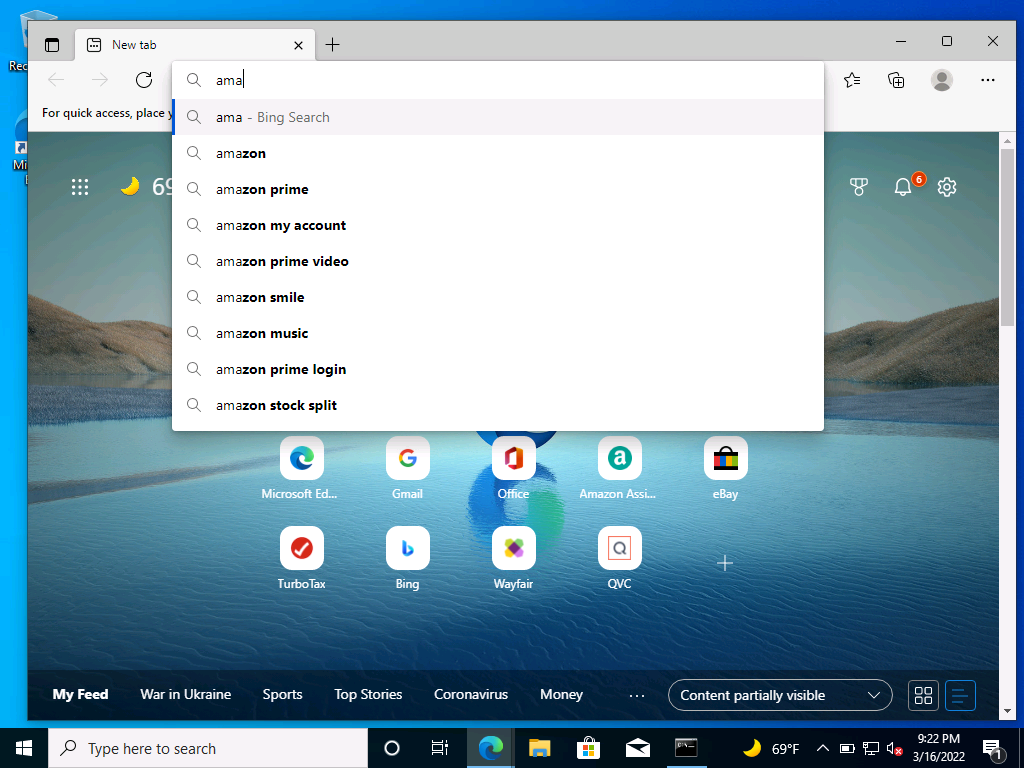 New tab
ama
For quick access, place y
ama - Bing Search
amazon
amazon prime
amazon my account
amazon prime video
amazon smile
amazon music
amazon prime login
amazon stock split
Rec
Mi
69
6
Microsoft Ed...
Gmail
Office
Amazon Assi...
eBay
TurboTax
Bing
Wayfair
QVC
My Feed
War in Ukraine
Sports
Top Stories
Coronavirus
Money
...
Content partially visible
Type here to search
69°F
9:22 PM
3/16/2022
1